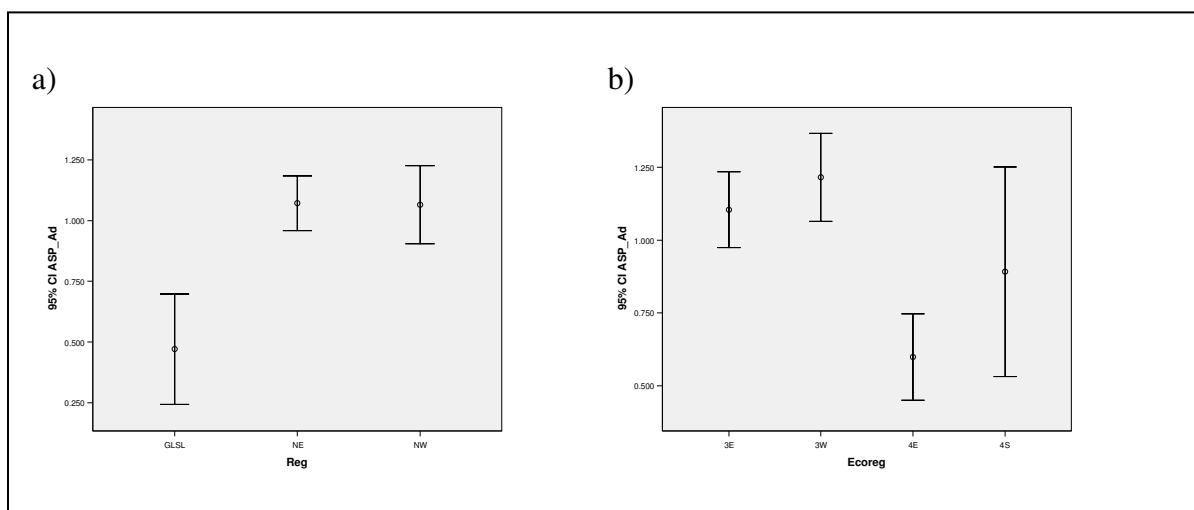 a)
95% CI ASP_Ad
1.250
1.000
0.750
0.500
0.250
GLSL NE NW
Reg
b)
95% CI ASP_Ad
1.250
1.000
0.750
0.500
3E 3W 4E 4S
Ecoreg